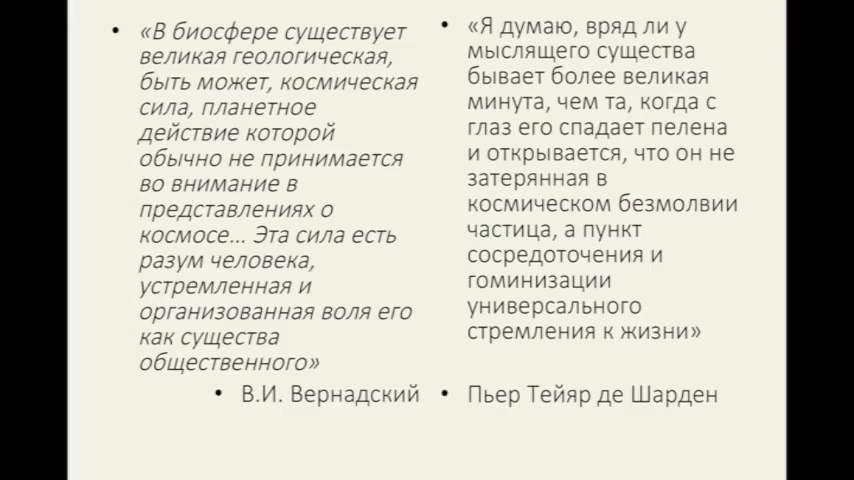 • «В биосфере существует
великая геологическая,
быть может, космическая
сила, планетное
действие которой
обычно не принимается
во внимание в
представлениях о
космосе... Эта сила есть
разум человека,
устремленная и
организованная воля его
как существа
общественного»
• В.И. Вернадский
• «Я думаю, вряд ли у
мыслящего существа
бывает более великая
минута, чем та, когда с
глаз его спадает пелена
и открывается, что он не
затерянная в
космическом безмолвии
частица, а пункт
сосредоточения и
гоминизации
универсального
стремления к жизни»
• Пьер Тейяр де Шарден